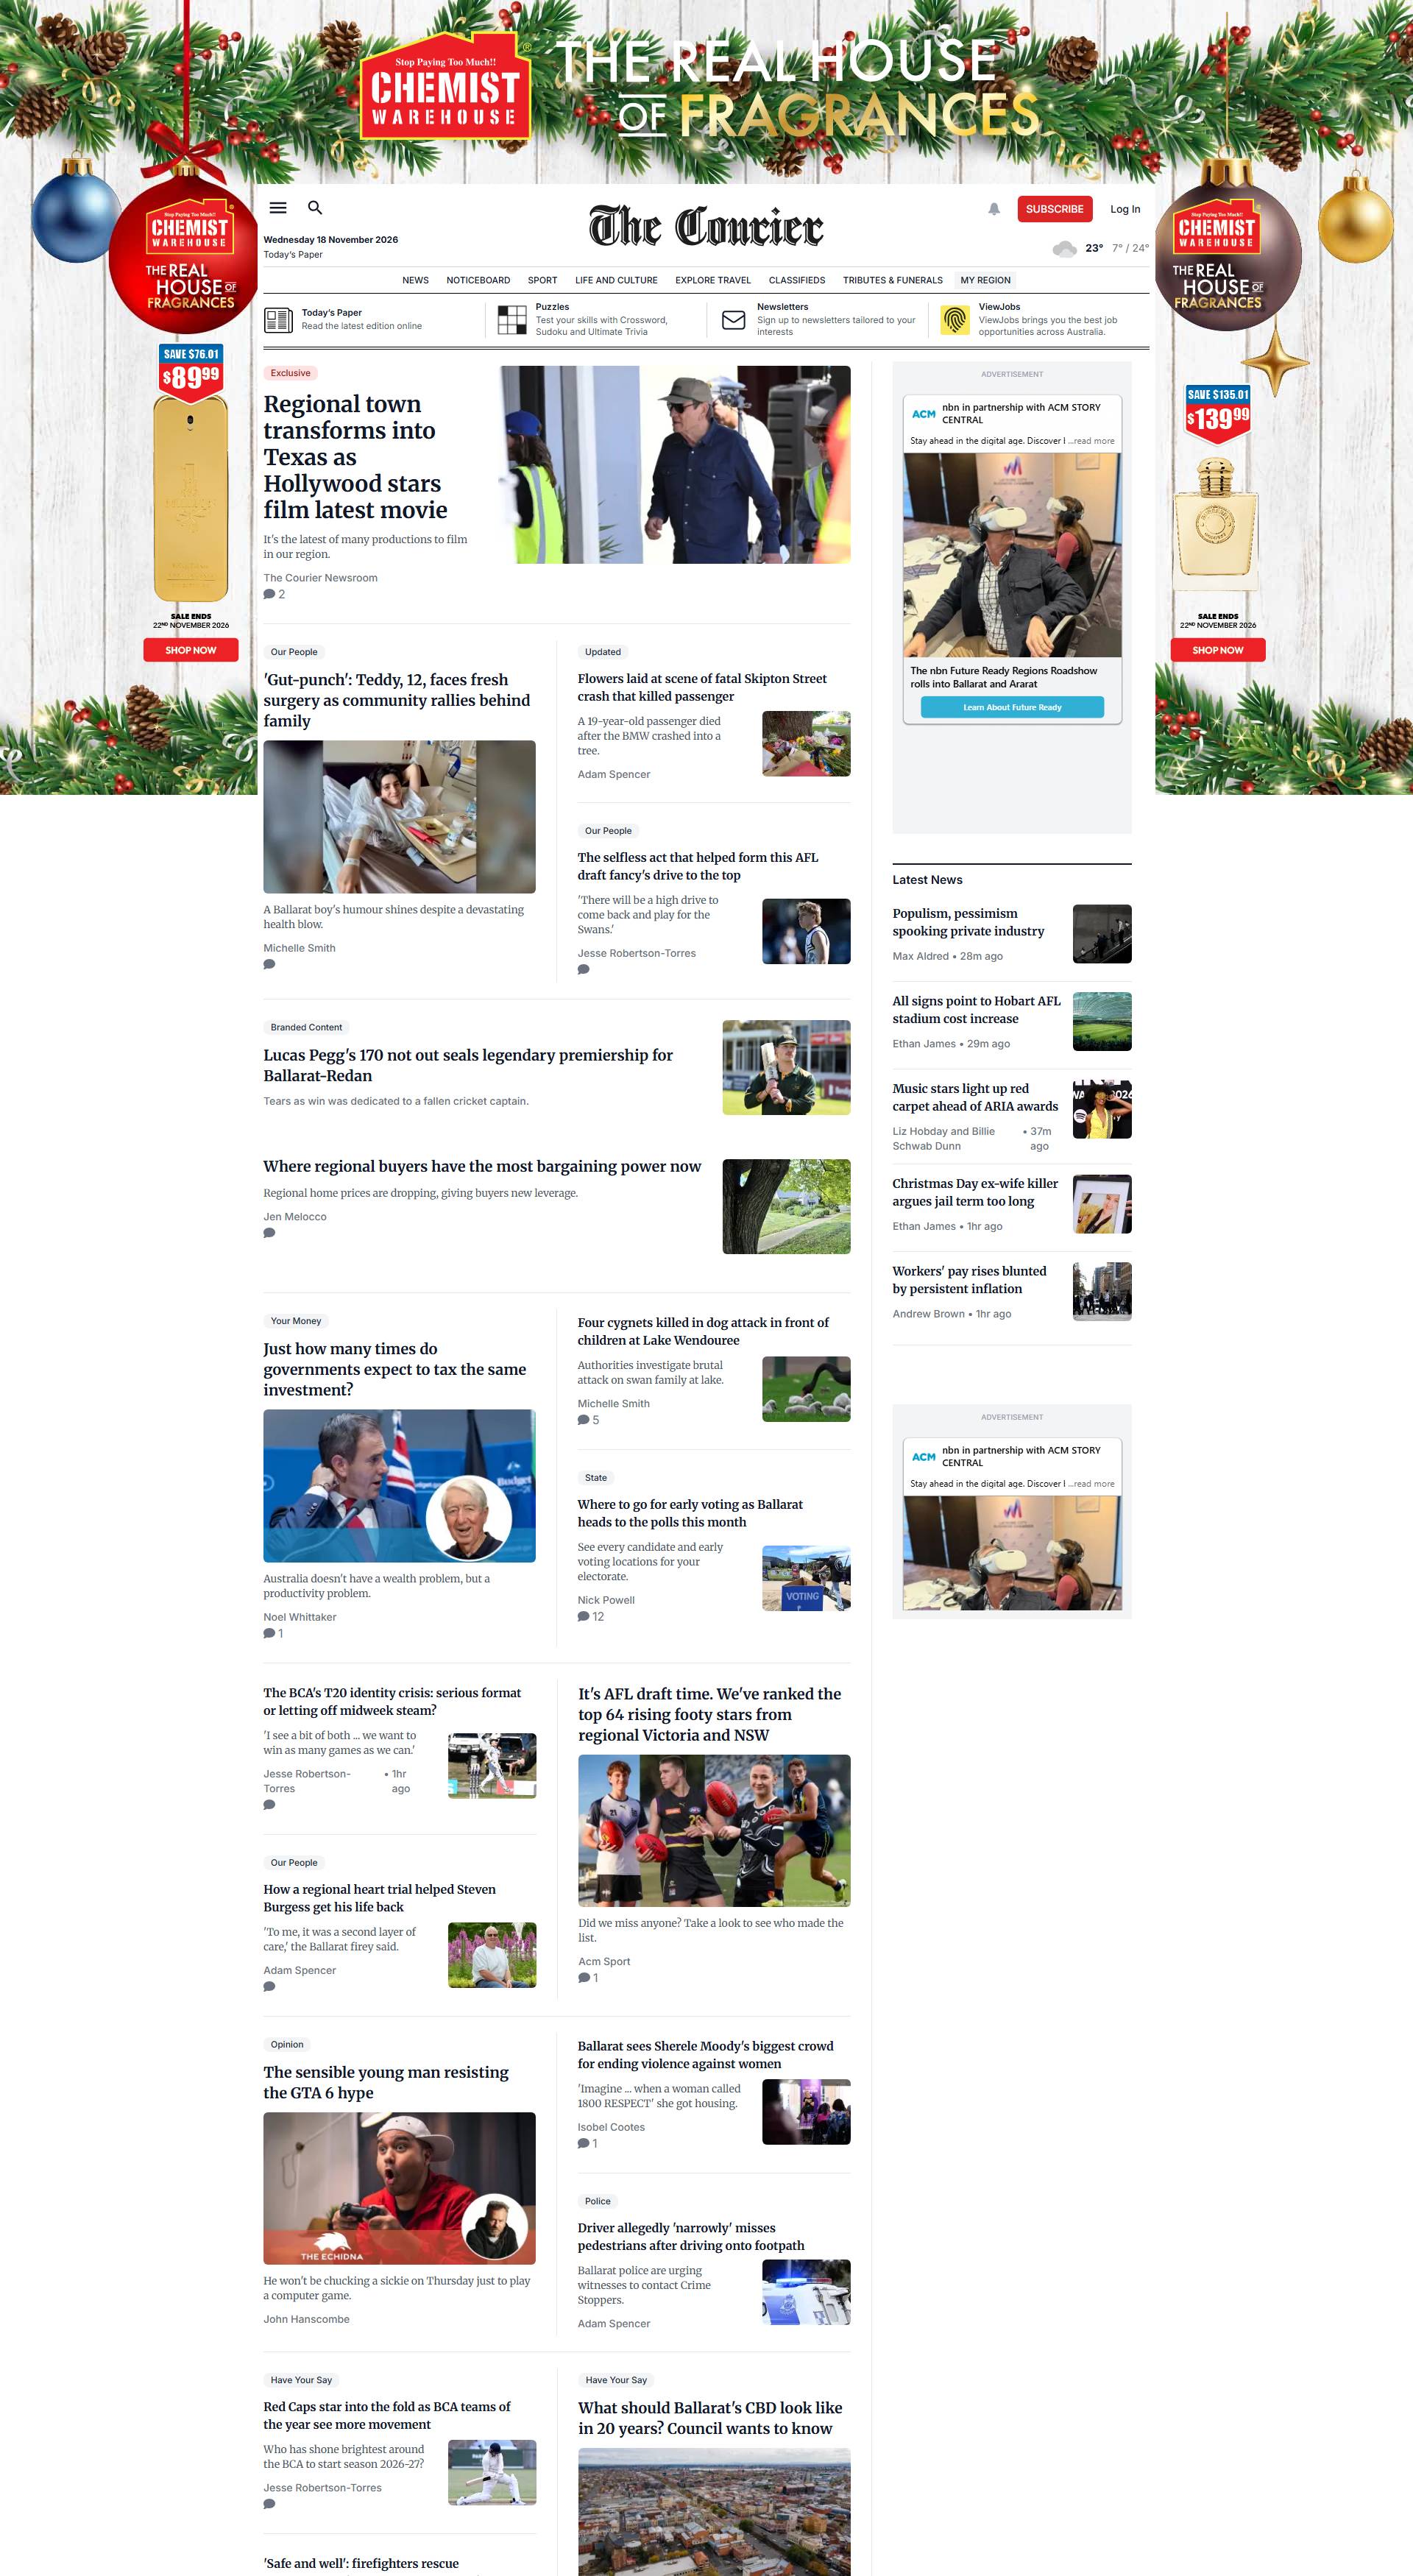 Stop Paying Too Much!!
CHEMIST
WAREHOUSE
®
THE REAL HOUSE
OF FRAGRANCES
Stop Paying Too Much!!
CHEMIST
WAREHOUSE
THE REAL
HOUSE OF
FRAGRANCES
SAVE $76.01
$8999
SALE ENDS
22ND NOVEMBER 2026
SHOP NOW
Stop Paying Too Much!!
CHEMIST
WAREHOUSE
THE REAL
HOUSE OF
FRAGRANCES
SAVE $135.01
$13999
SALE ENDS
22ND NOVEMBER 2026
SHOP NOW
The Courier
SUBSCRIBE
Log In
Wednesday 18 November 2026
Today's Paper
23° 7° / 24°
NEWS NOTICEBOARD SPORT LIFE AND CULTURE EXPLORE TRAVEL CLASSIFIEDS TRIBUTES & FUNERALS MY REGION
Today's Paper
Read the latest edition online
Puzzles
Test your skills with Crossword,
Sudoku and Ultimate Trivia
Newsletters
Sign up to newsletters tailored to your
interests
ViewJobs
ViewJobs brings you the best job
opportunities across Australia.
Exclusive
Regional town
transforms into
Texas as
Hollywood stars
film latest movie
It's the latest of many productions to film
in our region.
The Courier Newsroom
2
Our People
'Gut-punch': Teddy, 12, faces fresh
surgery as community rallies behind
family
A Ballarat boy's humour shines despite a devastating
health blow.
Michelle Smith
Updated
Flowers laid at scene of fatal Skipton Street
crash that killed passenger
A 19-year-old passenger died
after the BMW crashed into a
tree.
Adam Spencer
Our People
The selfless act that helped form this AFL
draft fancy's drive to the top
'There will be a high drive to
come back and play for the
Swans.'
Jesse Robertson-Torres
Branded Content
Lucas Pegg's 170 not out seals legendary premiership for
Ballarat-Redan
Tears as win was dedicated to a fallen cricket captain.
Where regional buyers have the most bargaining power now
Regional home prices are dropping, giving buyers new leverage.
Jen Melocco
Your Money
Just how many times do
governments expect to tax the same
investment?
Budget
Australia doesn't have a wealth problem, but a
productivity problem.
Noel Whittaker
1
Four cygnets killed in dog attack in front of
children at Lake Wendouree
Authorities investigate brutal
attack on swan family at lake.
Michelle Smith
5
State
Where to go for early voting as Ballarat
heads to the polls this month
See every candidate and early
voting locations for your
electorate.
VOTING
Nick Powell
12
The BCA's T20 identity crisis: serious format
or letting off midweek steam?
'I see a bit of both ... we want to
win as many games as we can.'
Jesse Robertson-
Torres
• 1hr
ago
Our People
How a regional heart trial helped Steven
Burgess get his life back
'To me, it was a second layer of
care,' the Ballarat firey said.
Adam Spencer
It's AFL draft time. We've ranked the
top 64 rising footy stars from
regional Victoria and NSW
Did we miss anyone? Take a look to see who made the
list.
Acm Sport
1
Opinion
The sensible young man resisting
the GTA 6 hype
THE ECHIDNA
He won't be chucking a sickie on Thursday just to play
a computer game.
John Hanscombe
Ballarat sees Sherele Moody's biggest crowd
for ending violence against women
'Imagine ... when a woman called
1800 RESPECT' she got housing.
Isobel Cootes
1
Police
Driver allegedly 'narrowly' misses
pedestrians after driving onto footpath
Ballarat police are urging
witnesses to contact Crime
Stoppers.
Adam Spencer
Have Your Say
Red Caps star into the fold as BCA teams of
the year see more movement
Who has shone brightest around
the BCA to start season 2026-27?
Jesse Robertson-Torres
'Safe and well': firefighters rescue
Have Your Say
What should Ballarat's CBD look like
in 20 years? Council wants to know
ADVERTISEMENT
ACM
nbn in partnership with ACM STORY
CENTRAL
Stay ahead in the digital age. Discover l ...read more
The nbn Future Ready Regions Roadshow
rolls into Ballarat and Ararat
Learn About Future Ready
Latest News
Populism, pessimism
spooking private industry
Max Aldred • 28m ago
All signs point to Hobart AFL
stadium cost increase
Ethan James • 29m ago
Music stars light up red
carpet ahead of ARIA awards
Liz Hobday and Billie
Schwab Dunn
• 37m
ago
Christmas Day ex-wife killer
argues jail term too long
Ethan James • 1hr ago
Workers' pay rises blunted
by persistent inflation
Andrew Brown • 1hr ago
ADVERTISEMENT
ACM
nbn in partnership with ACM STORY
CENTRAL
Stay ahead in the digital age. Discover l ...read more